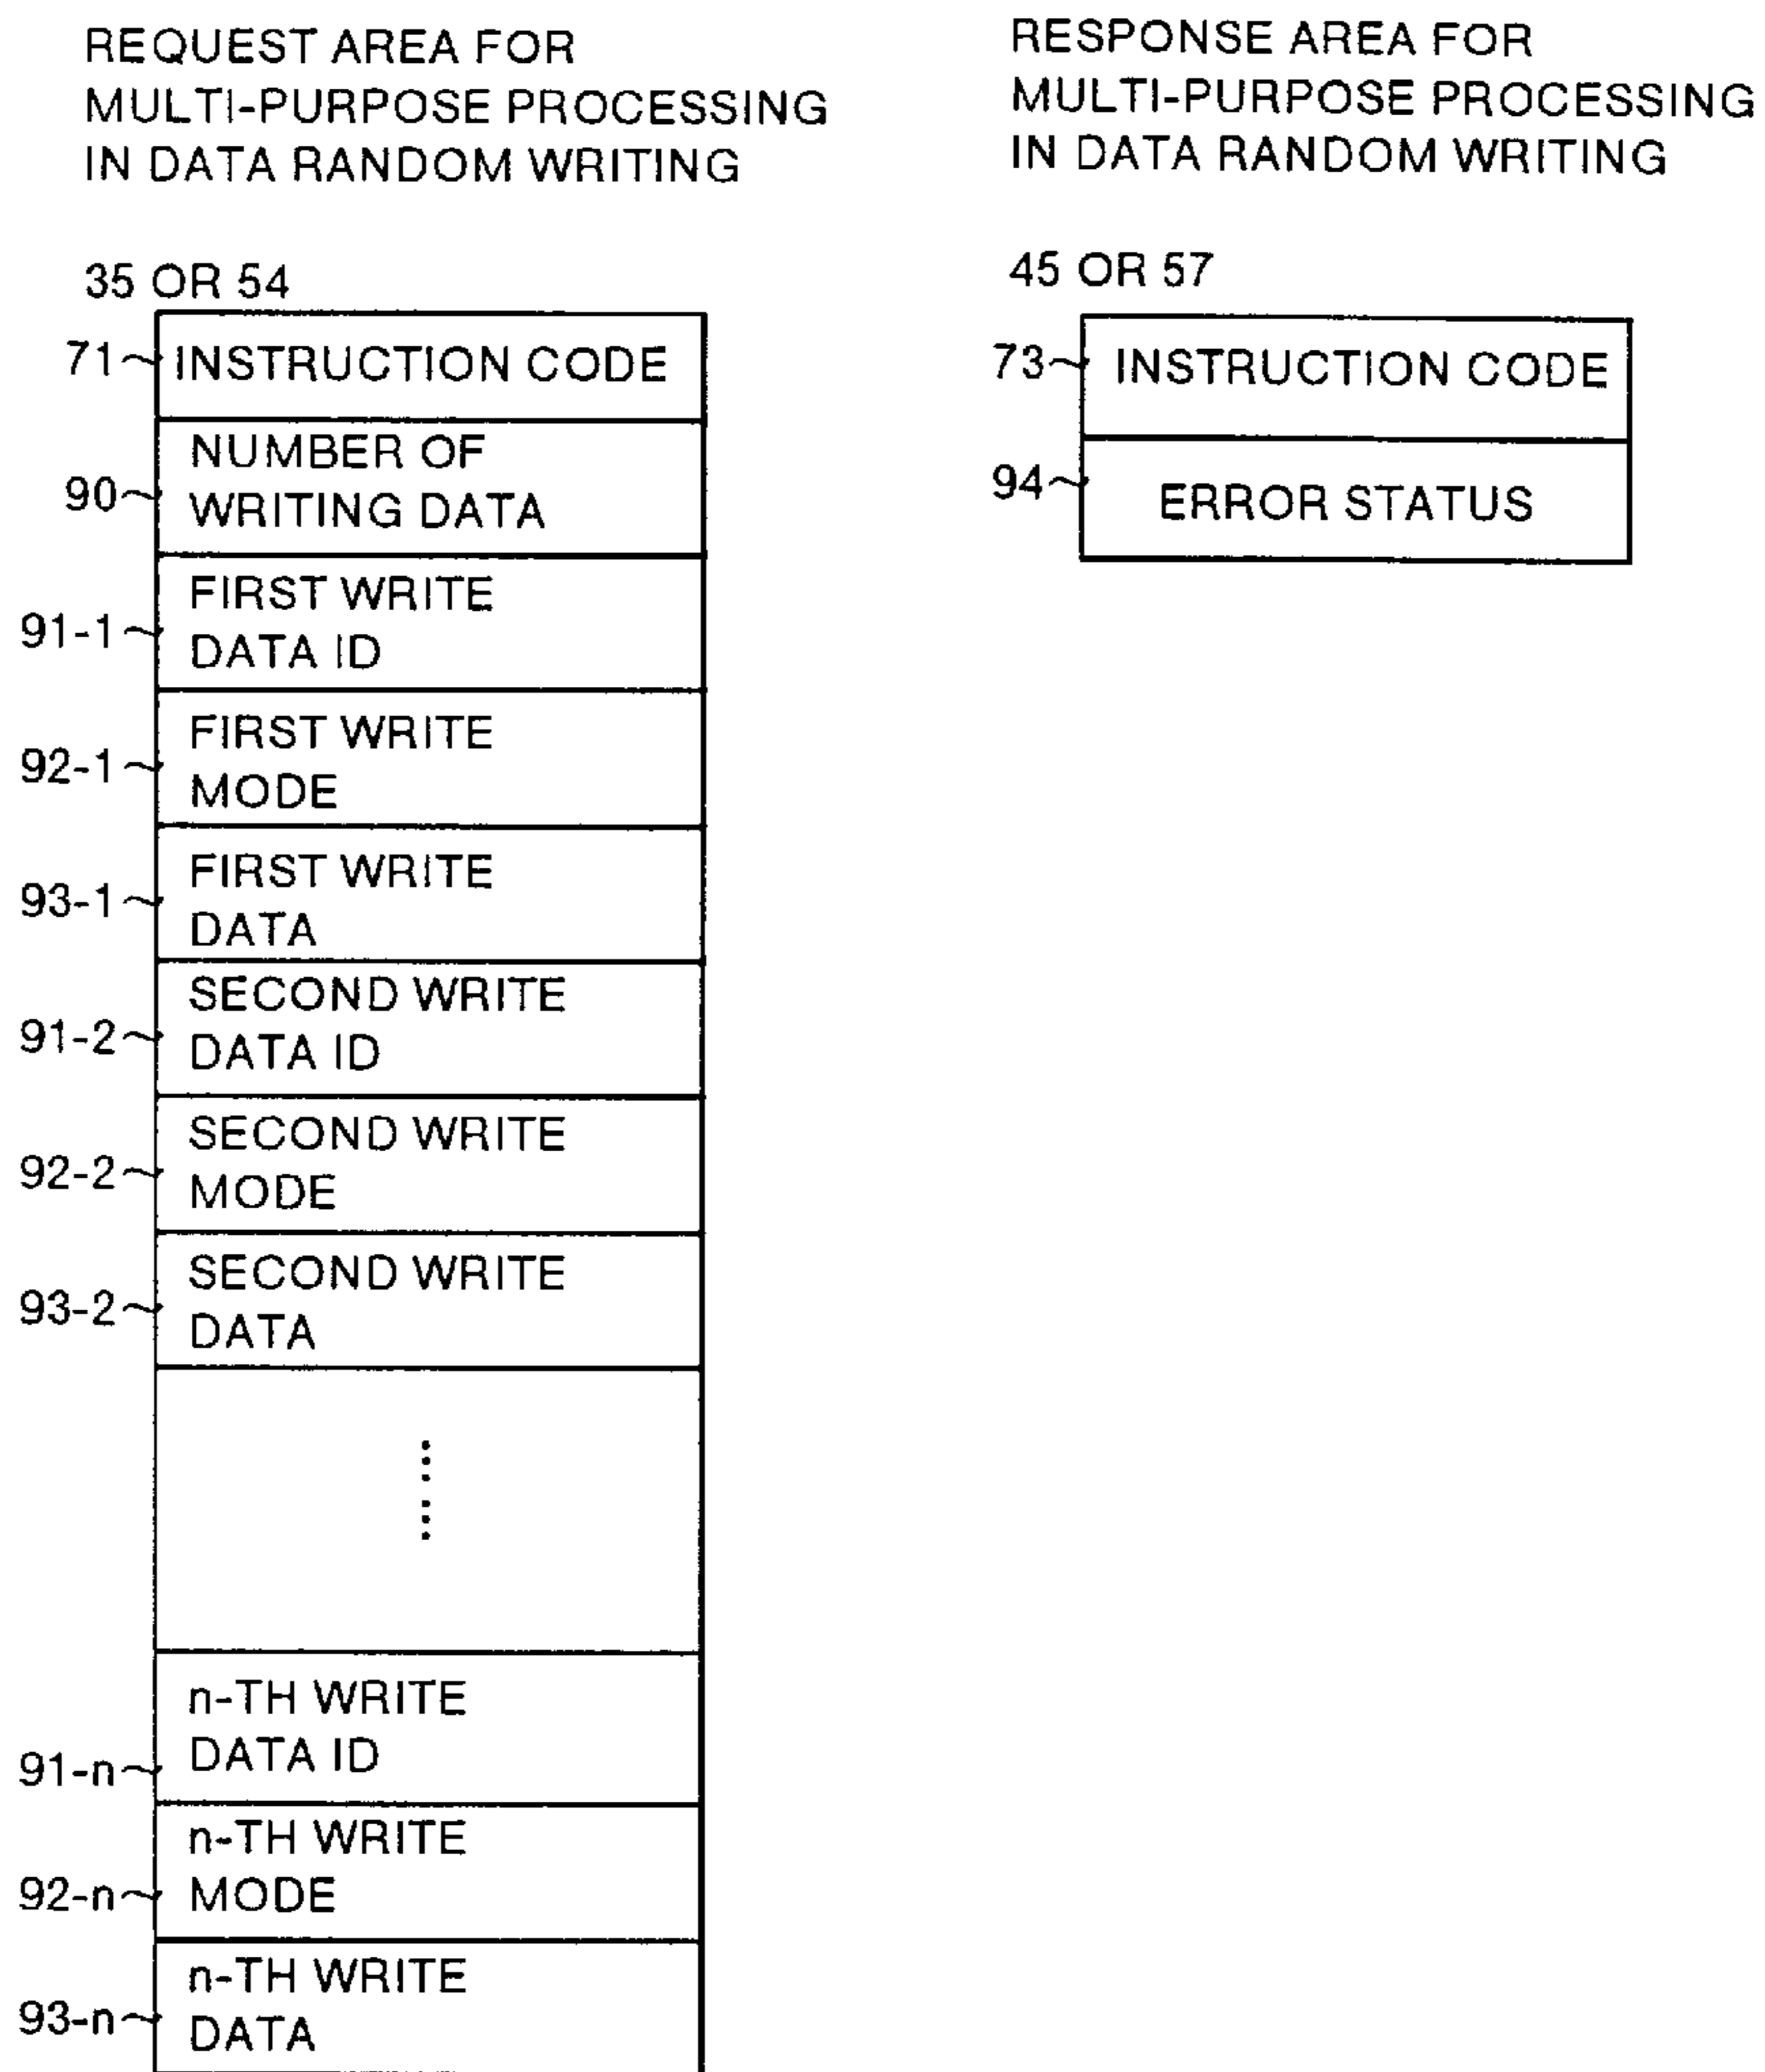 REQUEST AREA FOR
MULTI-PURPOSE PROCESSING
IN DATA RANDOM WRITING
35 OR 54
71
INSTRUCTION CODE
90
NUMBER OF
WRITING DATA
91-1
FIRST WRITE
DATA ID
92-1
FIRST WRITE
MODE
93-1
FIRST WRITE
DATA
91-2
SECOND WRITE
DATA ID
92-2
SECOND WRITE
MODE
93-2
SECOND WRITE
DATA
91-n
n-TH WRITE
DATA ID
92-n
n-TH WRITE
MODE
93-n
n-TH WRITE
DATA
RESPONSE AREA FOR
MULTI-PURPOSE PROCESSING
IN DATA RANDOM WRITING
45 OR 57
73
INSTRUCTION CODE
94
ERROR STATUS